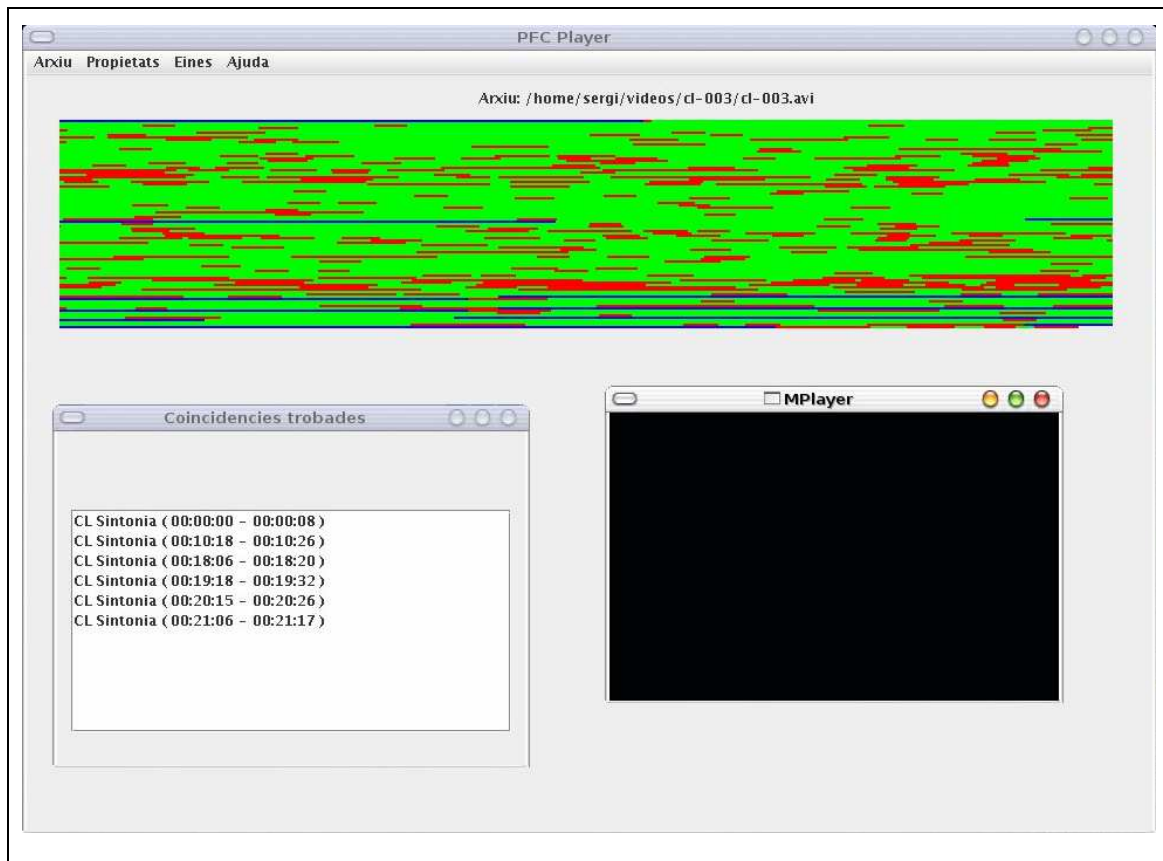 PFC Player
Arxiu Propietats Eines Ajuda
Arxiu: /home/sergi/videos/cl-003/cl-003.avi
Coincidencies trobades
CL Sintonia ( 00:00:00 - 00:00:08 )
CL Sintonia ( 00:10:18 - 00:10:26 )
CL Sintonia ( 00:18:06 - 00:18:20 )
CL Sintonia ( 00:19:18 - 00:19:32 )
CL Sintonia ( 00:20:15 - 00:20:26 )
CL Sintonia ( 00:21:06 - 00:21:17 )
MPlayer